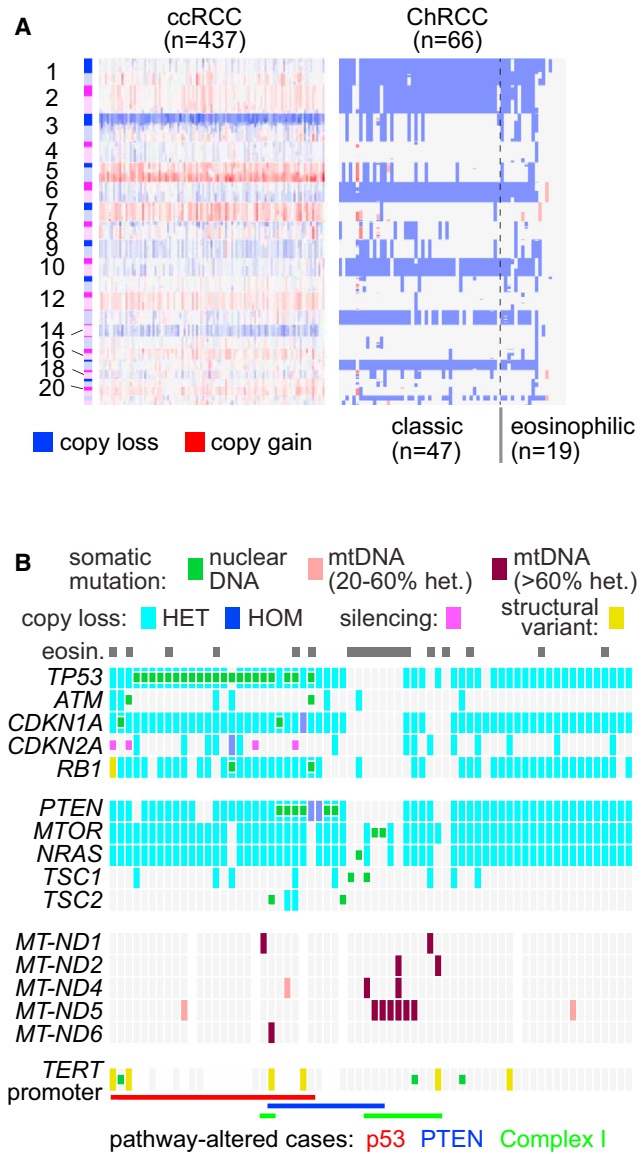 A
ccRCC
(n=437)
ChRCC
(n=66)
1
2
3
4
5
6
7
8
9
10
12
14
16
18
20
copy loss
copy gain
classic
(n=47)
eosinophilic
(n=19)
B
somatic
mutation:
nuclear
DNA
mtDNA
(20-60% het.)
mtDNA
(>60% het.)
copy loss:
HET
HOM
silencing:
structural
variant:
eosin.
TP53
ATM
CDKN1A
CDKN2A
RB1
PTEN
MTOR
NRAS
TSC1
TSC2
MT-ND1
MT-ND2
MT-ND4
MT-ND5
MT-ND6
TERT
promoter
pathway-altered cases: p53 PTEN Complex I